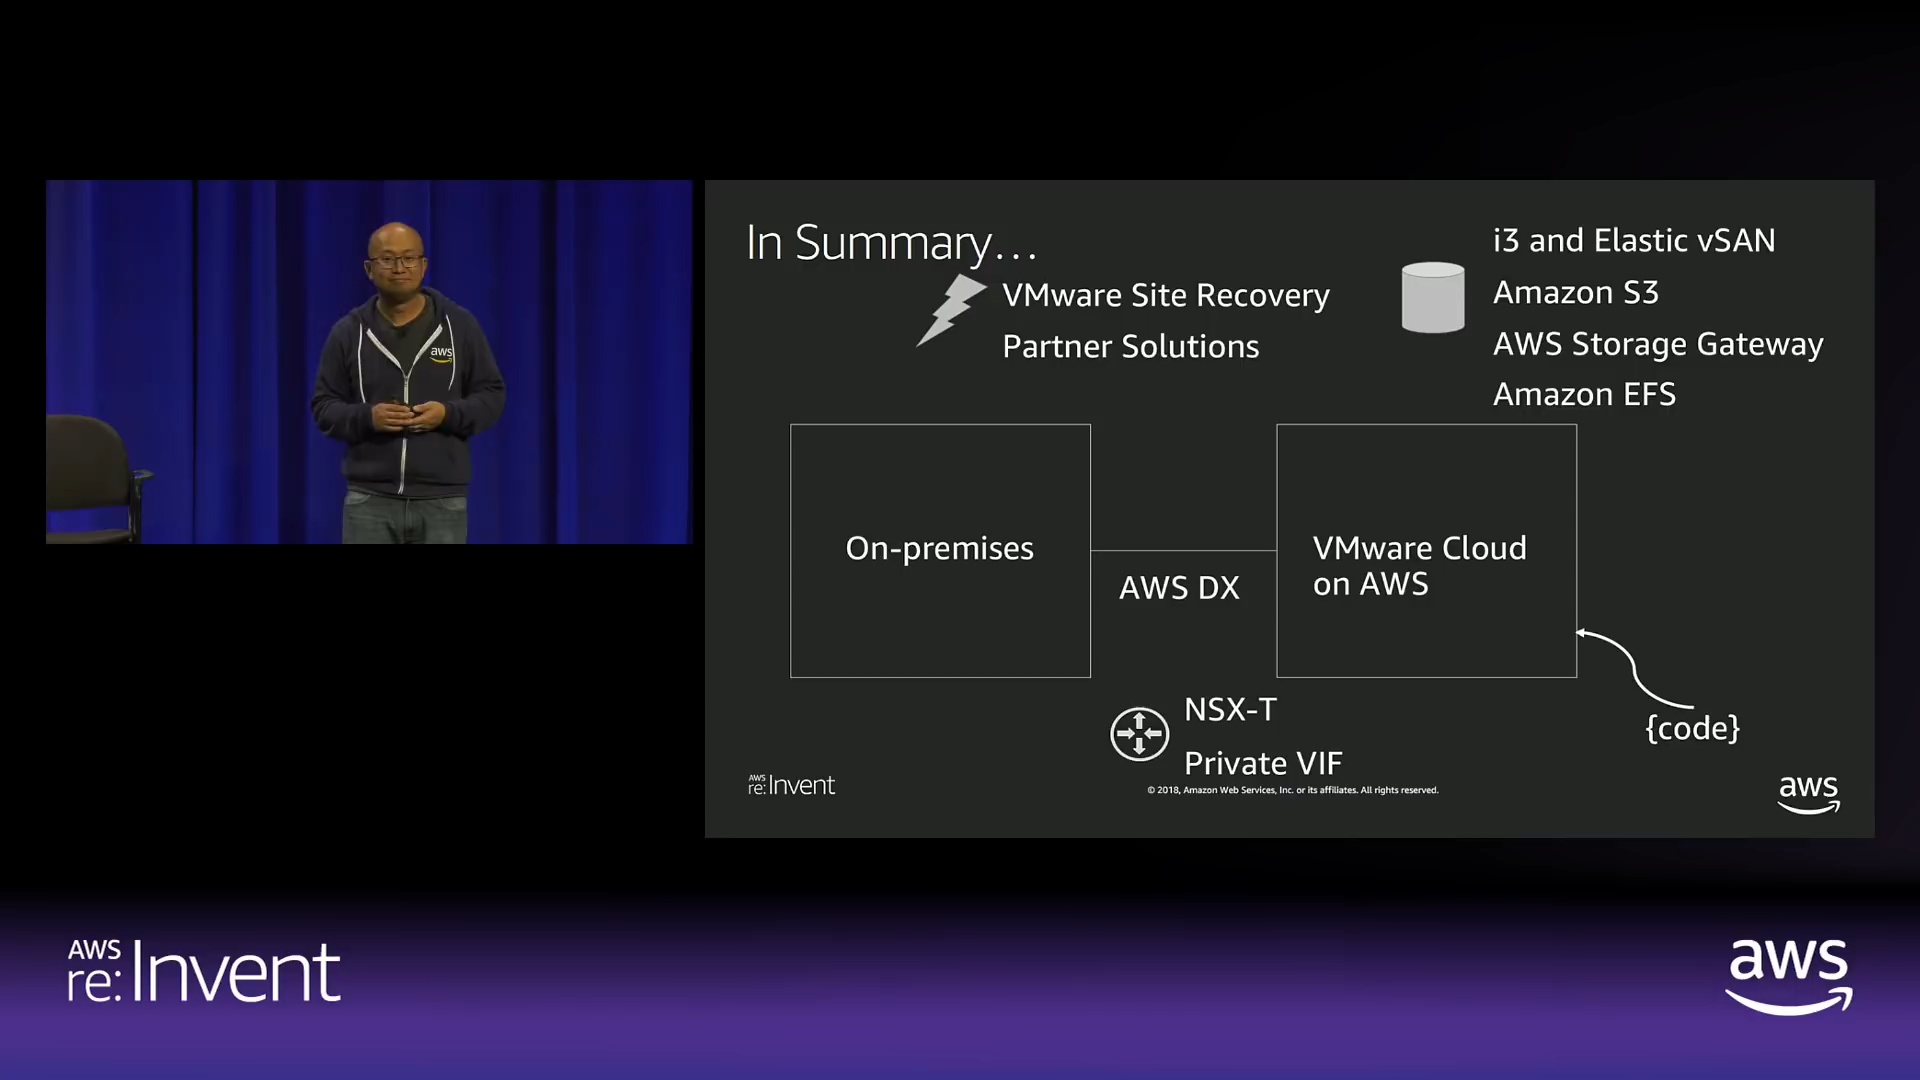 aws
In Summary...
VMware Site Recovery
Partner Solutions
i3 and Elastic vSAN
Amazon S3
AWS Storage Gateway
Amazon EFS
On-premises
AWS DX
VMware Cloud
on AWS
NSX-T
Private VIF
{code}
AWS
re:Invent
© 2018, Amazon Web Services, Inc. or its affiliates. All rights reserved.
aws
AWS
re:Invent
aws